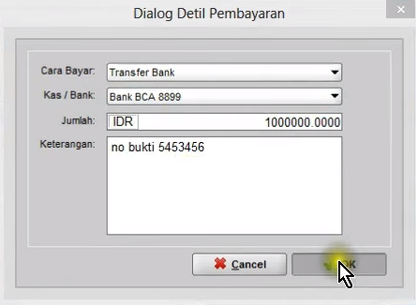 Dialog Detil Pembayaran
Cara Bayar: Transfer Bank
Kas / Bank: Bank BCA 8899
Jumlah: IDR 1000000.0000
Keterangan: no bukti 5453456
Cancel